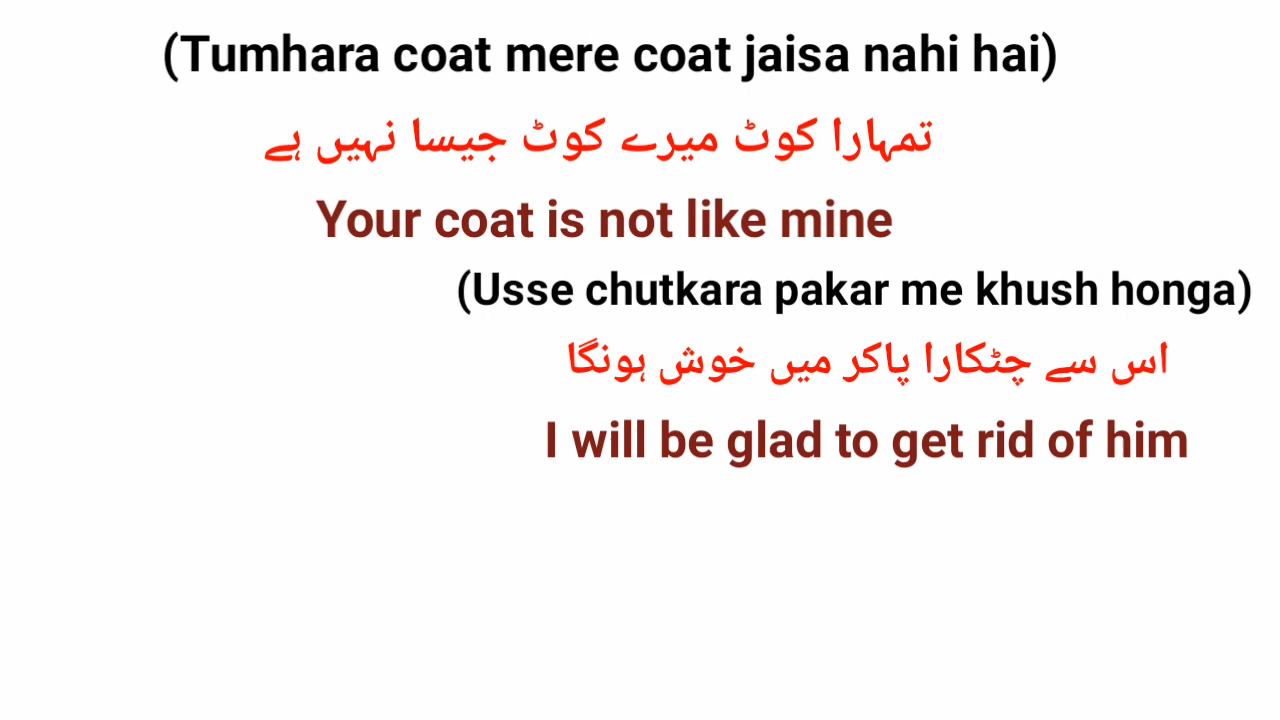 (Tumhara coat mere coat jaisa nahi hai)
تمہارا کوٹ میرے کوٹ جیسا نہیں ہے
Your coat is not like mine
(Usse chutkara pakar me khush honga)
اس سے چٹکارا پاکر میں خوش ہونگا
I will be glad to get rid of him